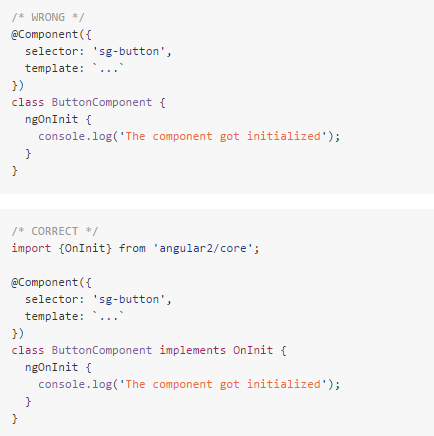 /* WRONG */
@Component({
  selector: 'sg-button',
  template: `...`
})
class ButtonComponent {
  ngOnInit {
    console.log('The component got initialized');
  }
}
/* CORRECT */
import {OnInit} from 'angular2/core';

@Component({
  selector: 'sg-button',
  template: `...`
})
class ButtonComponent implements OnInit {
  ngOnInit {
    console.log('The component got initialized');
  }
}